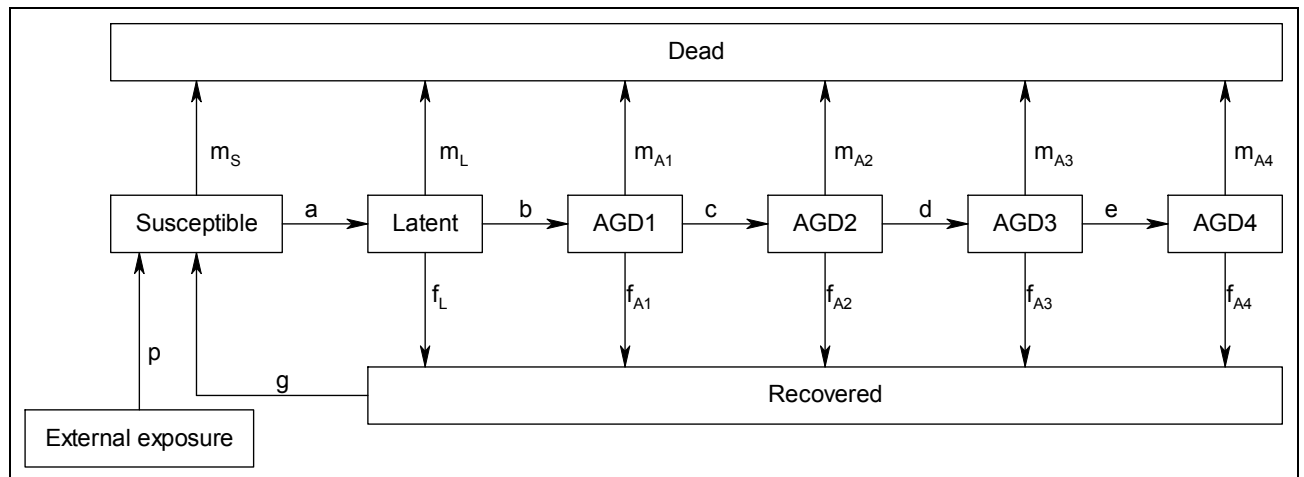 Dead
m_S
m_L
m_A1
m_A2
m_A3
m_A4
Susceptible
a
Latent
b
AGD1
c
AGD2
d
AGD3
e
AGD4
f_L
f_A1
f_A2
f_A3
f_A4
p
g
Recovered
External exposure